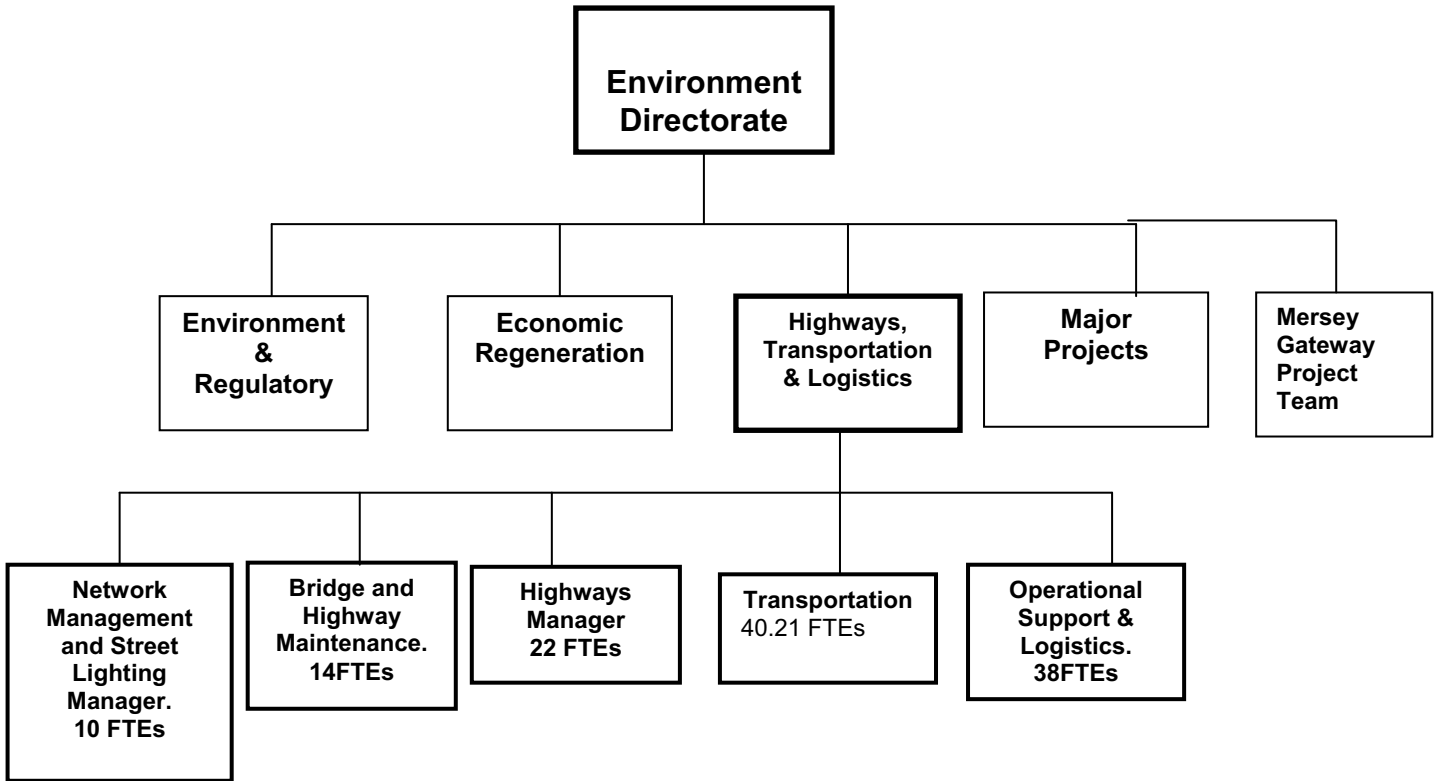 Environment
Directorate
Environment
&
Regulatory
Economic
Regeneration
Highways,
Transportation
& Logistics
Major
Projects
Mersey
Gateway
Project
Team
Network
Management
and Street
Lighting
Manager.
10 FTEs
Bridge and
Highway
Maintenance.
14FTEs
Highways
Manager
22 FTEs
Transportation
40.21 FTEs
Operational
Support &
Logistics.
38FTEs